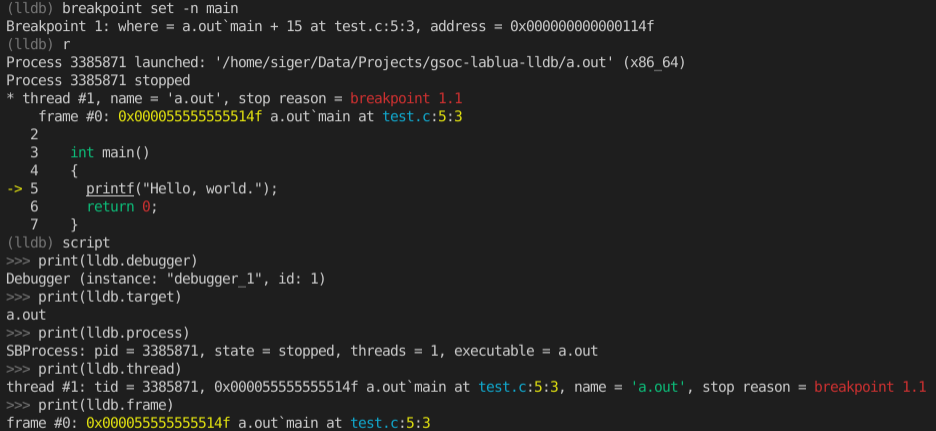 (lldb) breakpoint set -n main
Breakpoint 1: where = a.out`main + 15 at test.c:5:3, address = 0x000000000000114f
(lldb) r
Process 3385871 launched: '/home/siger/Data/Projects/gsoc-lablua-lldb/a.out' (x86_64)
Process 3385871 stopped
* thread #1, name = 'a.out', stop reason = breakpoint 1.1
    frame #0: 0x000055555555514f a.out`main at test.c:5:3
   2
   3    int main()
   4    {
-> 5      printf("Hello, world.");
   6      return 0;
   7    }
(lldb) script
>>> print(lldb.debugger)
Debugger (instance: "debugger_1", id: 1)
>>> print(lldb.target)
a.out
>>> print(lldb.process)
SBProcess: pid = 3385871, state = stopped, threads = 1, executable = a.out
>>> print(lldb.thread)
thread #1: tid = 3385871, 0x000055555555514f a.out`main at test.c:5:3, name = 'a.out', stop reason = breakpoint 1.1
>>> print(lldb.frame)
frame #0: 0x000055555555514f a.out`main at test.c:5:3